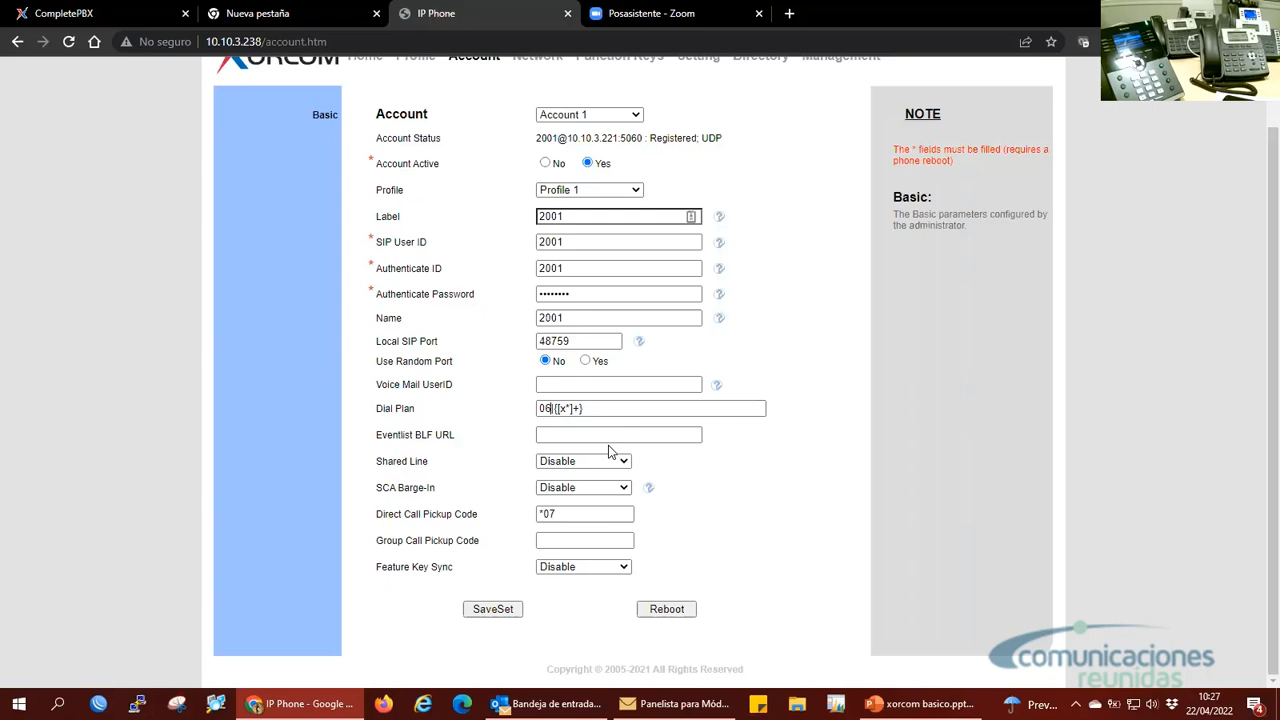 CompletePBX
Nueva pestaña
IP Phone
Posasistente - Zoom
No seguro
10.10.3.238/account.htm
XORCOM
Home
Profile
Account
Network
Function Keys
Setting
Directory
Management
Basic
Account
Account 1
Account Status
2001@10.10.3.221:5060 : Registered; UDP
* Account Active
No
Yes
Profile
Profile 1
Label
2001
* SIP User ID
2001
* Authenticate ID
2001
* Authenticate Password
••••••••
Name
2001
Local SIP Port
48759
Use Random Port
No
Yes
Voice Mail UserID
Dial Plan
06{[x*]+}
Eventlist BLF URL
Shared Line
Disable
SCA Barge-In
Disable
Direct Call Pickup Code
*07
Group Call Pickup Code
Feature Key Sync
Disable
SaveSet
Reboot
NOTE
The * fields must be filled (requires a
phone reboot)
Basic:
The Basic parameters configured by
the administrator.
Copyright © 2005-2021 All Rights Reserved
comunicaciones
reunidas
IP Phone - Google ...
Bandeja de entrada...
Panelista para Mód...
xorcom basico.ppt...
Prev...
10:27
22/04/2022
4